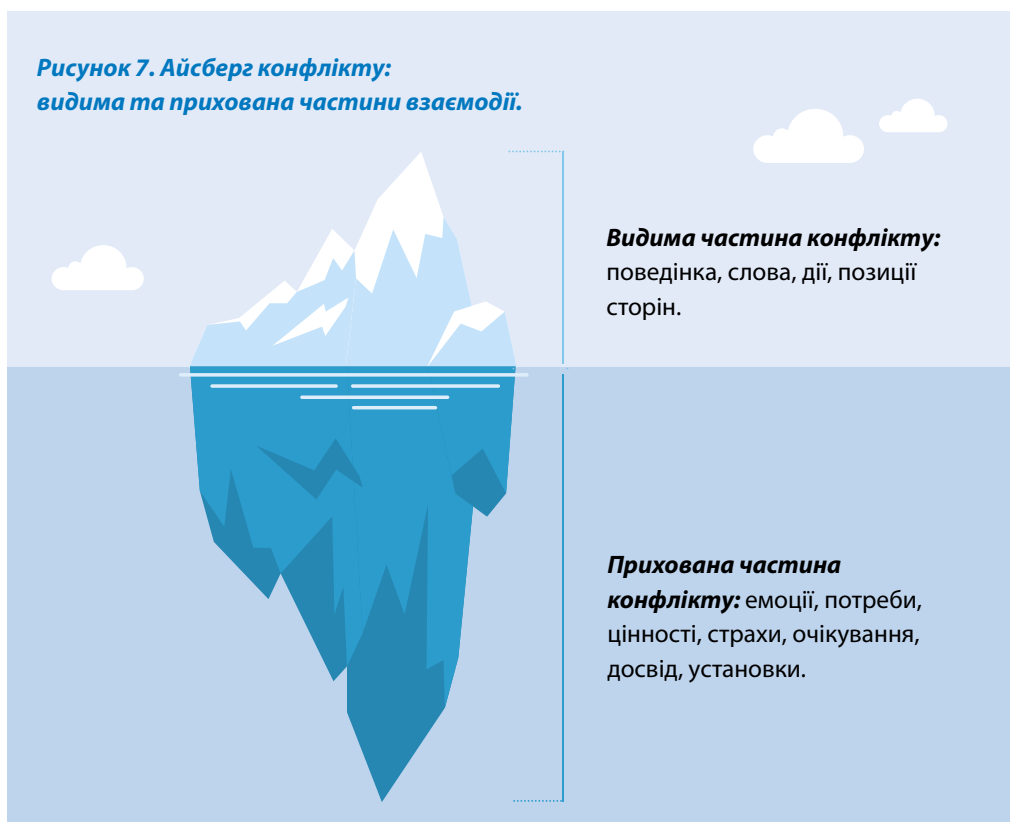 Рисунок 7. Айсберг конфлікту:
видима та прихована частини взаємодії.
Видима частина конфлікту:
поведінка, слова, дії, позиції
сторін.
Прихована частина
конфлікту: емоції, потреби,
цінності, страхи, очікування,
досвід, установки.